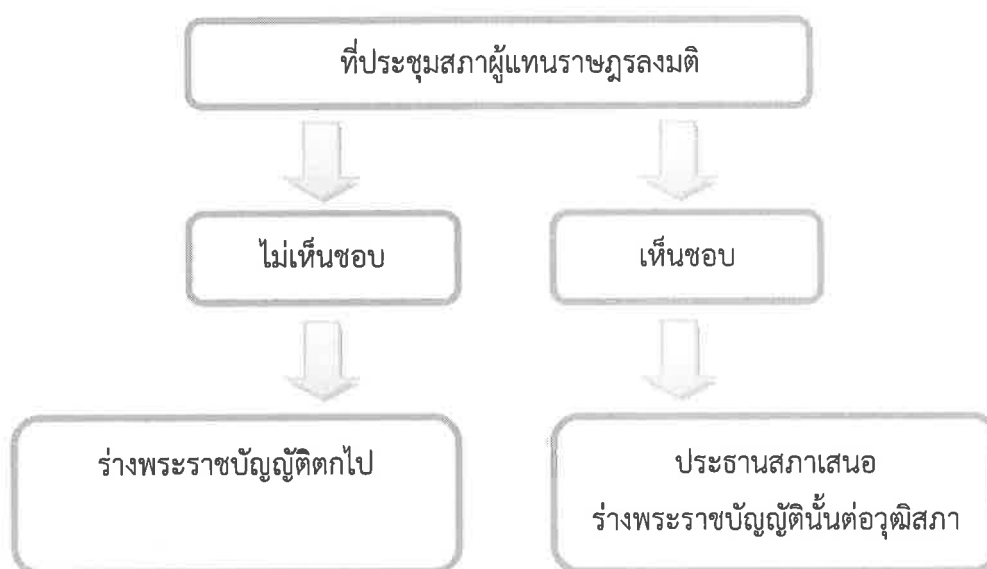 ที่ประชุมสภาผู้แทนราษฎรลงมติ
ไม่เห็นชอบ
เห็นชอบ
ร่างพระราชบัญญัติตกไป
ประธานสภาเสนอ
ร่างพระราชบัญญัตินั้นต่อวุฒิสภา